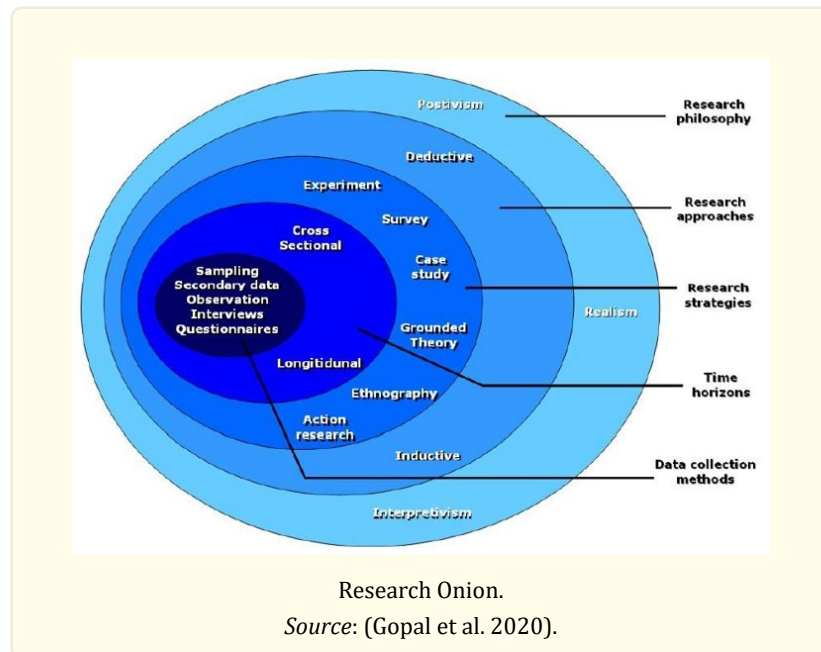 Postivism
Research
philosophy
Deductive
Experiment
Research
approaches
Survey
Cross
Sectional
Case
study
Sampling
Secondary data
Observation
Interviews
Questionnaires
Research
strategies
Realism
Grounded
Theory
Longitidunal
Time
horizons
Ethnography
Action
research
Inductive
Data collection
methods
Interpretivism
Research Onion.
Source: (Gopal et al. 2020).